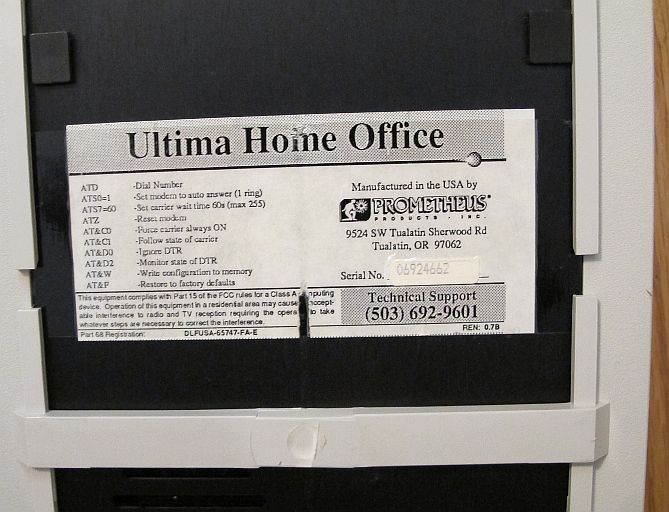 Ultima Home Office
ATD -Dial Number
ATS0=1 -Set modem to auto answer (1 ring)
ATS7=60 -Set carrier wait time 60s (max 255)
ATZ -Reset modem
AT&C0 -Force carrier always ON
AT&C1 -Follow state of carrier
AT&D0 -Ignore DTR
AT&D2 -Monitor state of DTR
AT&W -Write configuration to memory
AT&F -Restore to factory defaults
This equipment complies with Part 15 of the FCC rules for a Class A mputing
device. Operation of this equipment in a residential area may cause ccept-
able interference to radio and TV reception requiring the opera to take
whatever steps are necessary to correct the interference.
Part 68 Registration: DLFUSA-65747-FA-E
Manufactured in the USA by
PROMETHEUS
PRODUCTS · INC.
9524 SW Tualatin Sherwood Rd
Tualatin, OR 97062
Serial No. 06924662
Technical Support
(503) 692-9601
REN: 0.7B